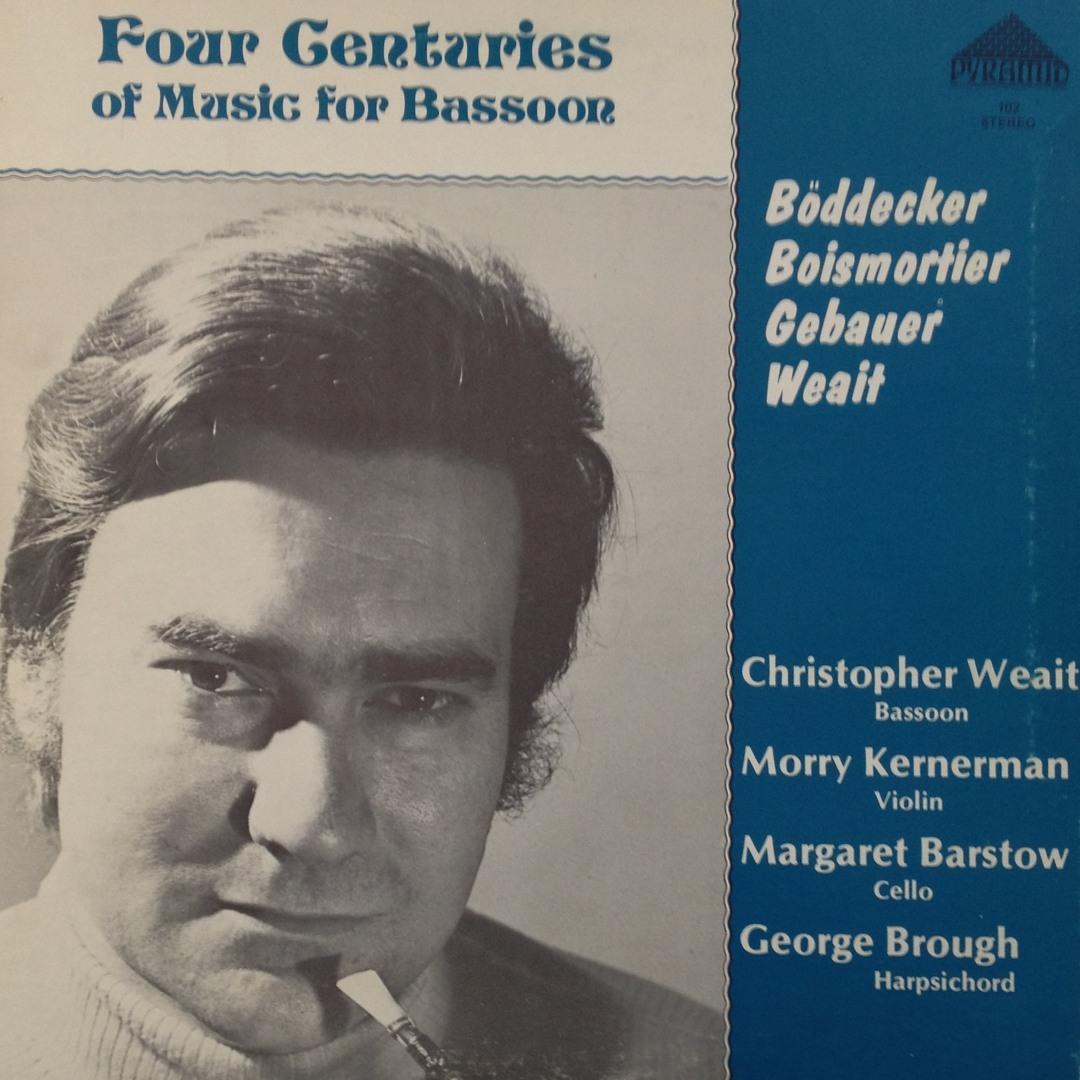 Four Centuries
of Music for Bassoon
PYRAMID
102
STEREO
Böddecker
Boismortier
Gebauer
Weait
Christopher Weait
Bassoon
Morry Kernerman
Violin
Margaret Barstow
Cello
George Brough
Harpsichord